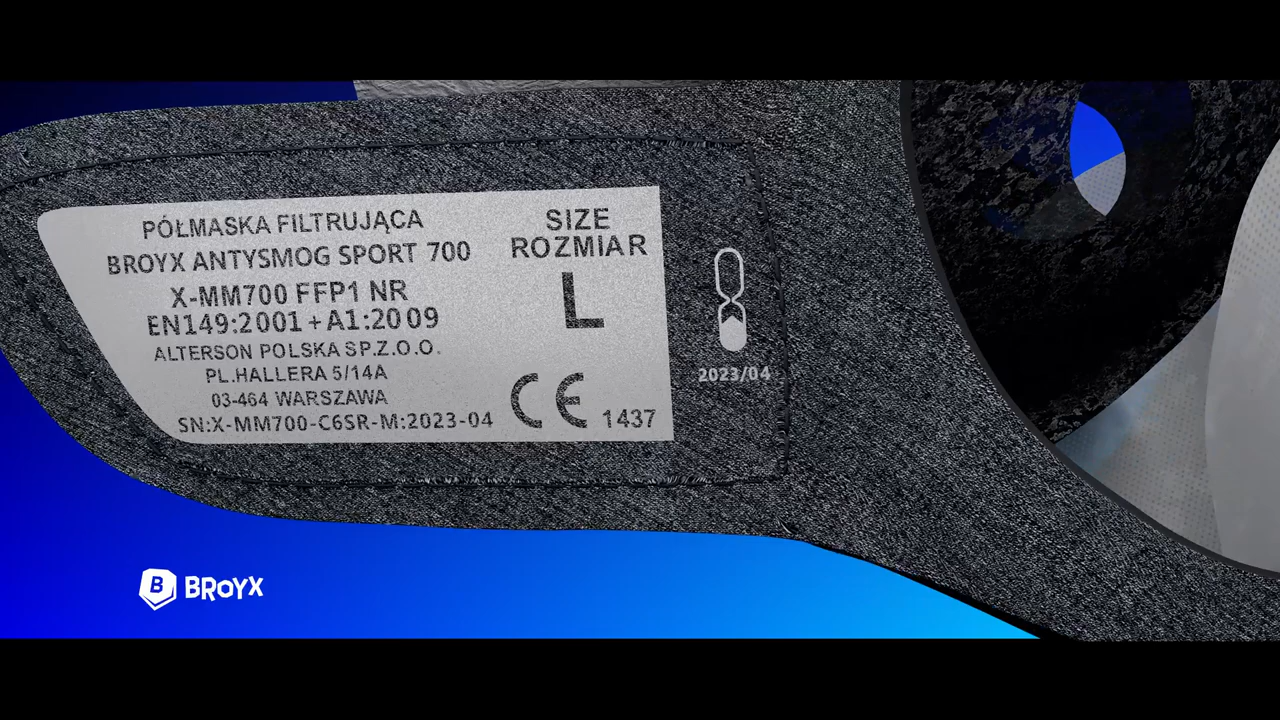 PÓŁMASKA FILTRUJĄCA
BROYX ANTYSMOG SPORT 700
X-MM700 FFP1 NR
EN149:2001+A1:2009
ALTERSON POLSKA SP.Z.O.O.
PL.HALLERA 5/14A
03-464 WARSZAWA
SN:X-MM700-C6SR-M:2023-04
SIZE
ROZMIAR
L
CE 1437
2023/04
B BROYX